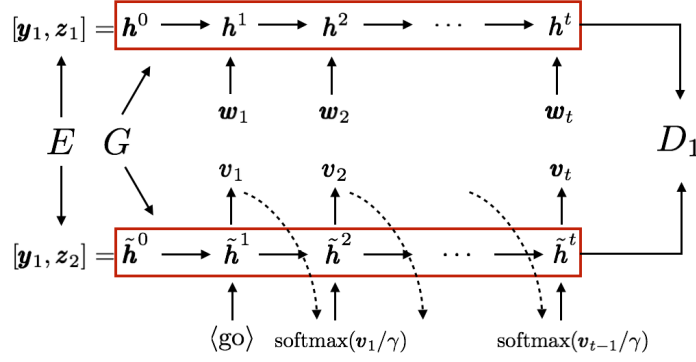 [y₁, z₁] = h⁰ h¹ h² ⋯ hᵗ
w₁ w₂ wₜ
E G D₁
v₁ v₂ vₜ
[y₁, z₂] = h̃⁰ h̃¹ h̃² ⋯ h̃ᵗ
⟨go⟩ softmax(v₁/γ) softmax(vₜ₋₁/γ)